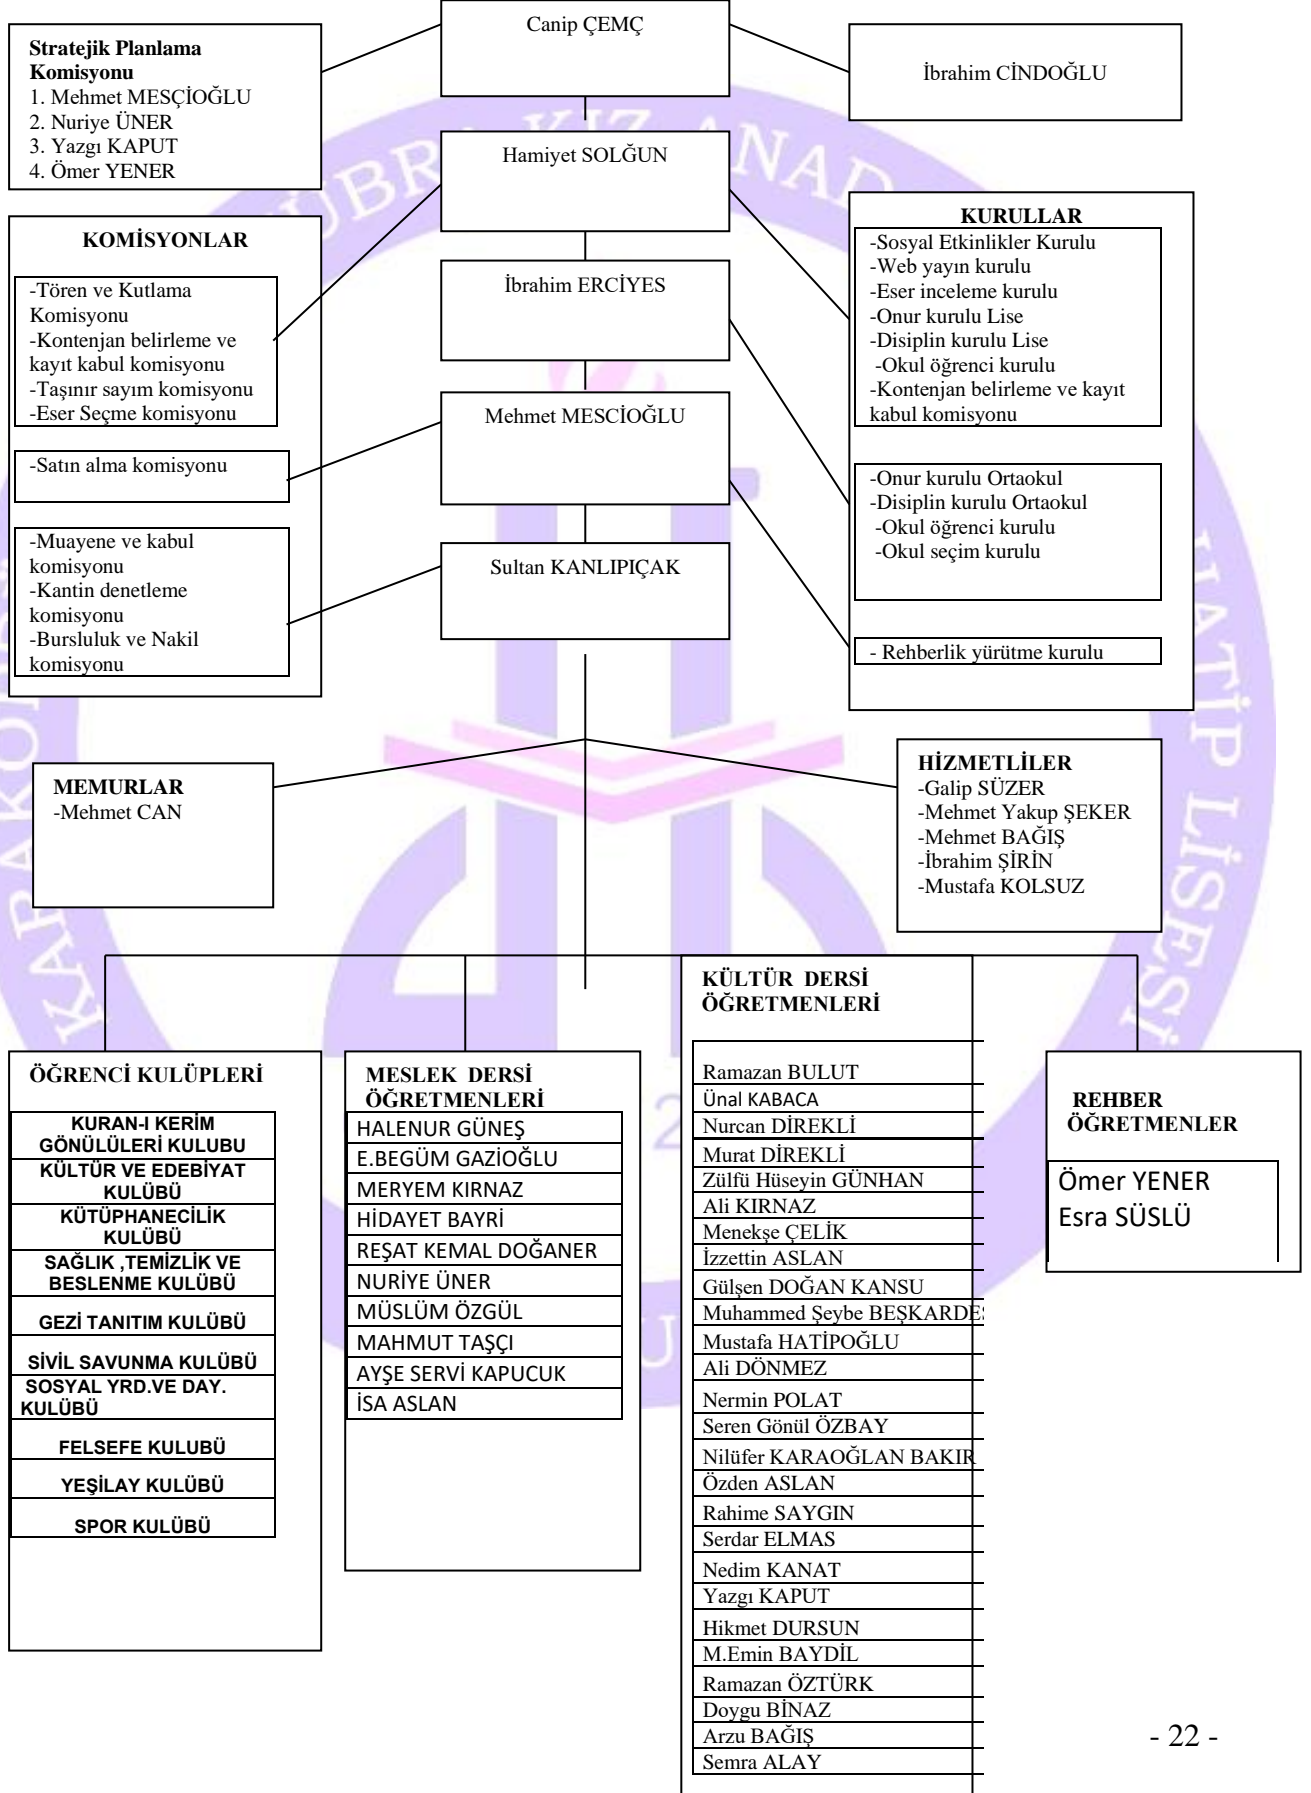 Canip ÇEMÇ
Stratejik Planlama
Komisyonu
1. Mehmet MESÇİOĞLU
2. Nuriye ÜNER
3. Yazgı KAPUT
4. Ömer YENER
İbrahim CİNDOĞLU
Hamiyet SOLĞUN
İbrahim ERCİYES
Mehmet MESCİOĞLU
Sultan KANLIPIÇAK
KOMİSYONLAR
-Tören ve Kutlama
Komisyonu
-Kontenjan belirleme ve
kayıt kabul komisyonu
-Taşınır sayım komisyonu
-Eser Seçme komisyonu
-Satın alma komisyonu
-Muayene ve kabul
komisyonu
-Kantin denetleme
komisyonu
-Bursluluk ve Nakil
komisyonu
KURULLAR
-Sosyal Etkinlikler Kurulu
-Web yayın kurulu
-Eser inceleme kurulu
-Onur kurulu Lise
-Disiplin kurulu Lise
-Okul öğrenci kurulu
-Kontenjan belirleme ve kayıt
kabul komisyonu
-Onur kurulu Ortaokul
-Disiplin kurulu Ortaokul
-Okul öğrenci kurulu
-Okul seçim kurulu
- Rehberlik yürütme kurulu
MEMURLAR
-Mehmet CAN
HİZMETLİLER
-Galip SÜZER
-Mehmet Yakup ŞEKER
-Mehmet BAĞIŞ
-İbrahim ŞİRİN
-Mustafa KOLSUZ
ÖĞRENCİ KULÜPLERİ
KURAN-I KERİM
GÖNÜLÜLERİ KULUBU
KÜLTÜR VE EDEBİYAT
KULÜBÜ
KÜTÜPHANECİLİK
KULÜBÜ
SAĞLIK ,TEMİZLİK VE
BESLENME KULÜBÜ
GEZİ TANITIM KULÜBÜ
SİVİL SAVUNMA KULÜBÜ
SOSYAL YRD.VE DAY.
KULÜBÜ
FELSEFE KULUBÜ
YEŞİLAY KULÜBÜ
SPOR KULÜBÜ
MESLEK DERSİ
ÖĞRETMENLERİ
HALENUR GÜNEŞ
E.BEGÜM GAZİOĞLU
MERYEM KIRNAZ
HİDAYET BAYRİ
REŞAT KEMAL DOĞANER
NURİYE ÜNER
MÜSLÜM ÖZGÜL
MAHMUT TAŞÇI
AYŞE SERVİ KAPUCUK
İSA ASLAN
KÜLTÜR DERSİ
ÖĞRETMENLERİ
Ramazan BULUT
Ünal KABACA
Nurcan DİREKLİ
Murat DİREKLİ
Zülfü Hüseyin GÜNHAN
Ali KIRNAZ
Menekşe ÇELİK
İzzettin ASLAN
Gülşen DOĞAN KANSU
Muhammed Şeybe BEŞKARDEŞ
Mustafa HATİPOĞLU
Ali DÖNMEZ
Nermin POLAT
Seren Gönül ÖZBAY
Nilüfer KARAOĞLAN BAKIR
Özden ASLAN
Rahime SAYGIN
Serdar ELMAS
Nedim KANAT
Yazgı KAPUT
Hikmet DURSUN
M.Emin BAYDİL
Ramazan ÖZTÜRK
Doygu BİNAZ
Arzu BAĞIŞ
Semra ALAY
REHBER
ÖĞRETMENLER
Ömer YENER
Esra SÜSLÜ
- 22 -